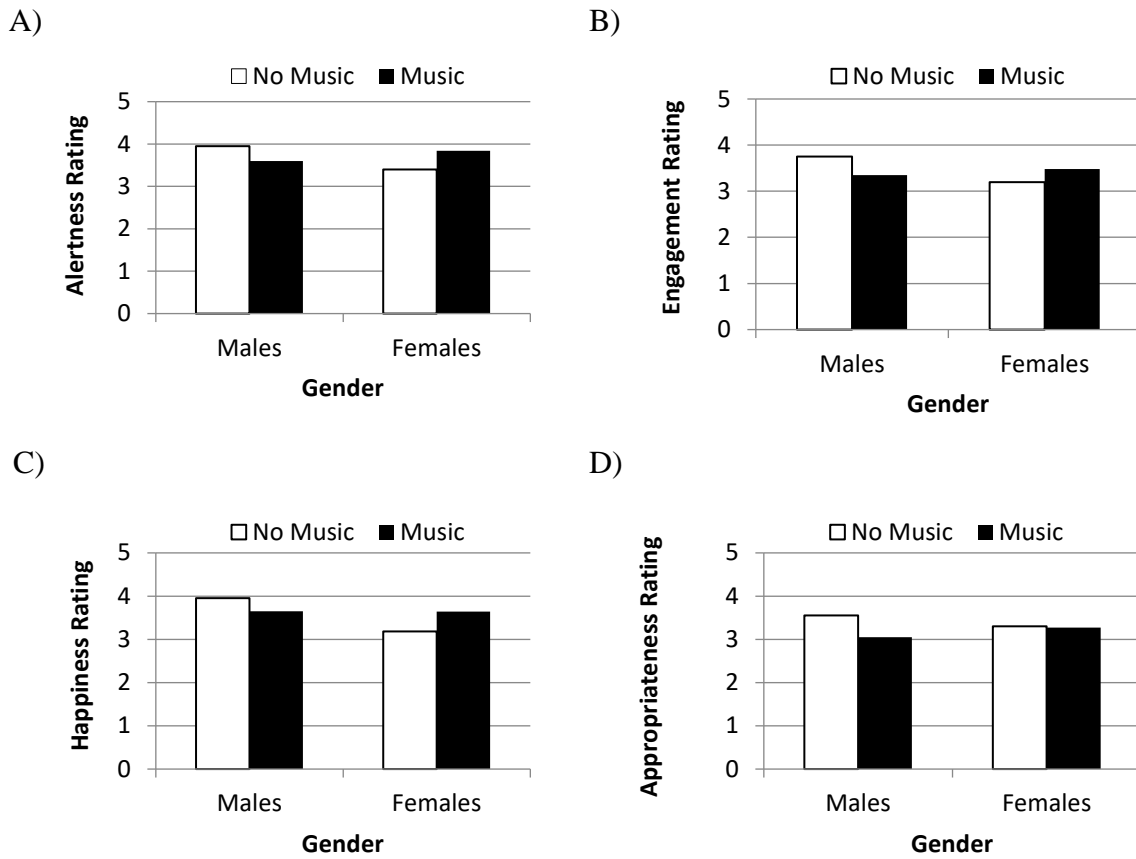 A)
No Music Music
Alertness Rating
5
4
3
2
1
0
Males Females
Gender
B)
No Music Music
Engagement Rating
5
4
3
2
1
0
Males Females
Gender
C)
No Music Music
Happiness Rating
5
4
3
2
1
0
Males Females
Gender
D)
No Music Music
Appropriateness Rating
5
4
3
2
1
0
Males Females
Gender